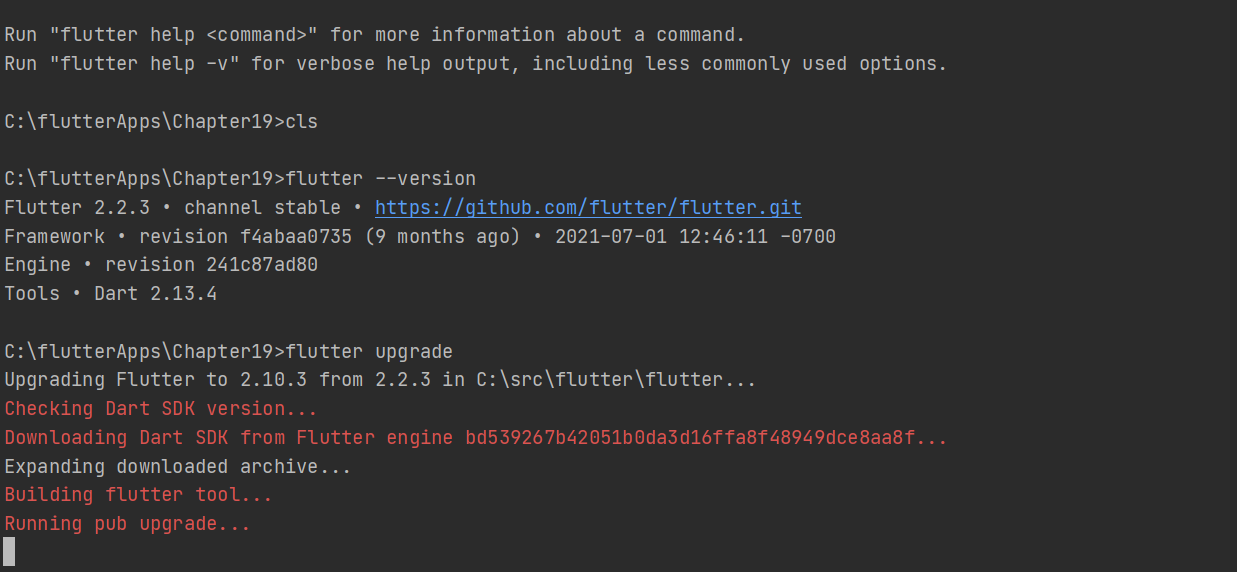 Run "flutter help <command>" for more information about a command.
Run "flutter help -v" for verbose help output, including less commonly used options.
C:\flutterApps\Chapter19>cls
C:\flutterApps\Chapter19>flutter --version
Flutter 2.2.3 • channel stable • https://github.com/flutter/flutter.git
Framework • revision f4abaa0735 (9 months ago) • 2021-07-01 12:46:11 -0700
Engine • revision 241c87ad80
Tools • Dart 2.13.4
C:\flutterApps\Chapter19>flutter upgrade
Upgrading Flutter to 2.10.3 from 2.2.3 in C:\src\flutter\flutter...
Checking Dart SDK version...
Downloading Dart SDK from Flutter engine bd539267b42051b0da3d16ffa8f48949dce8aa8f...
Expanding downloaded archive...
Building flutter tool...
Running pub upgrade...